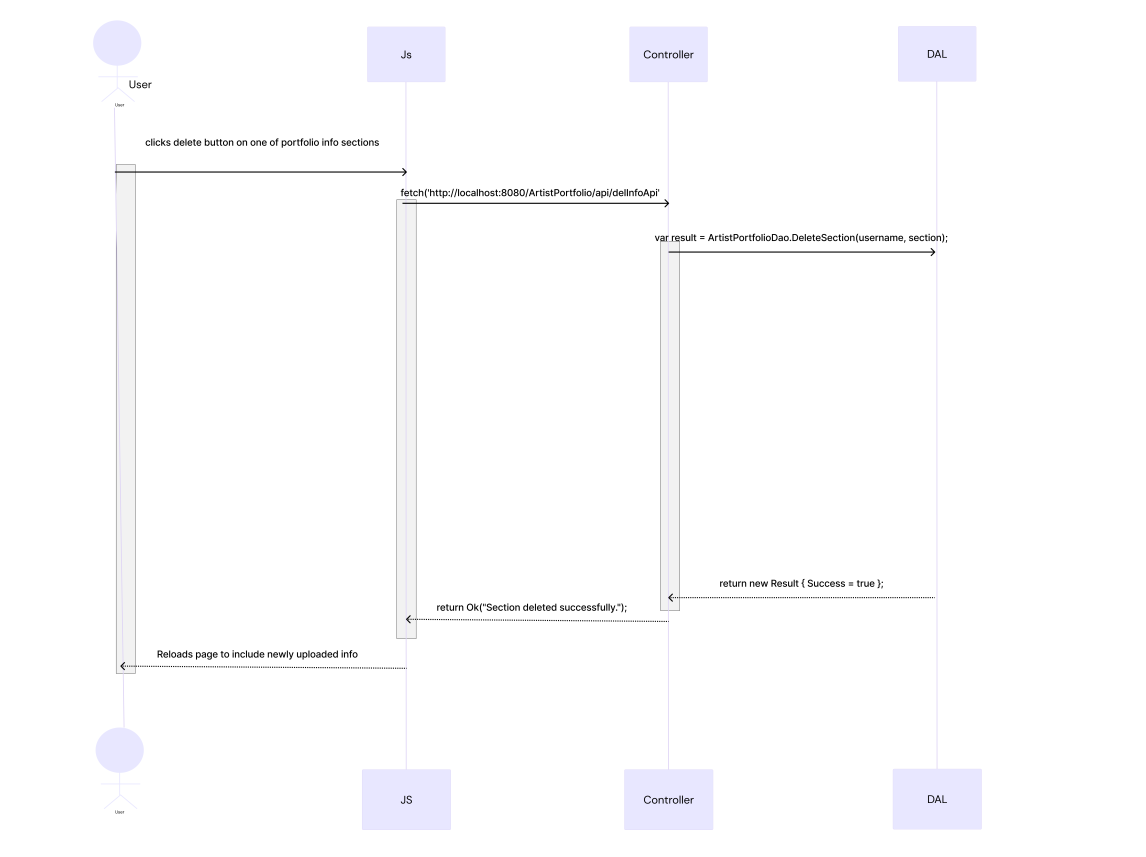 Js
Controller
DAL
User
User
clicks delete button on one of portfolio info sections
fetch('http://localhost:8080/ArtistPortfolio/api/delInfoApi'
var result = ArtistPortfolioDao.DeleteSection(username, section);
return new Result { Success = true };
return Ok("Section deleted successfully.");
Reloads page to include newly uploaded info
JS
Controller
DAL
User